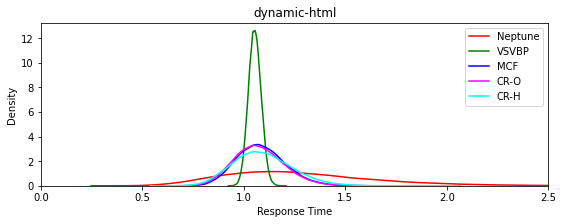 dynamic-html
Density
12
10
8
6
4
2
0
0.0
0.5
1.0
1.5
2.0
2.5
Response Time
Neptune
VSVBP
MCF
CR-O
CR-H